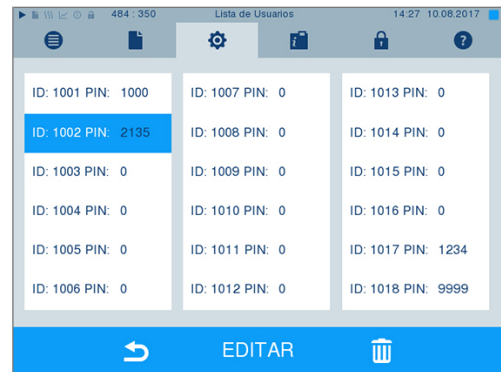 484 : 350 Lista de Usuarios 14:27 10.08.2017
ID: 1001 PIN: 1000
ID: 1002 PIN: 2135
ID: 1003 PIN: 0
ID: 1004 PIN: 0
ID: 1005 PIN: 0
ID: 1006 PIN: 0
ID: 1007 PIN: 0
ID: 1008 PIN: 0
ID: 1009 PIN: 0
ID: 1010 PIN: 0
ID: 1011 PIN: 0
ID: 1012 PIN: 0
ID: 1013 PIN: 0
ID: 1014 PIN: 0
ID: 1015 PIN: 0
ID: 1016 PIN: 0
ID: 1017 PIN: 1234
ID: 1018 PIN: 9999
EDITAR